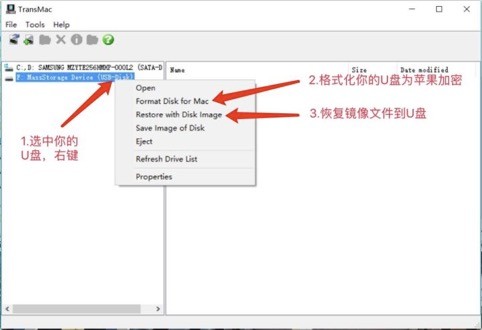 TransMac
File Tools Help
C:,D: SAMSUNG MZYTE256HMHP-000L2 (SATA-D
F: MassStorage Device (USB-Disk)
Name Size Date modified
Open
Format Disk for Mac
Restore with Disk Image
Save Image of Disk
Eject
Refresh Drive List
Properties
1.选中你的
U盘，右键
2.格式化你的U盘为苹果加密
3.恢复镜像文件到U盘